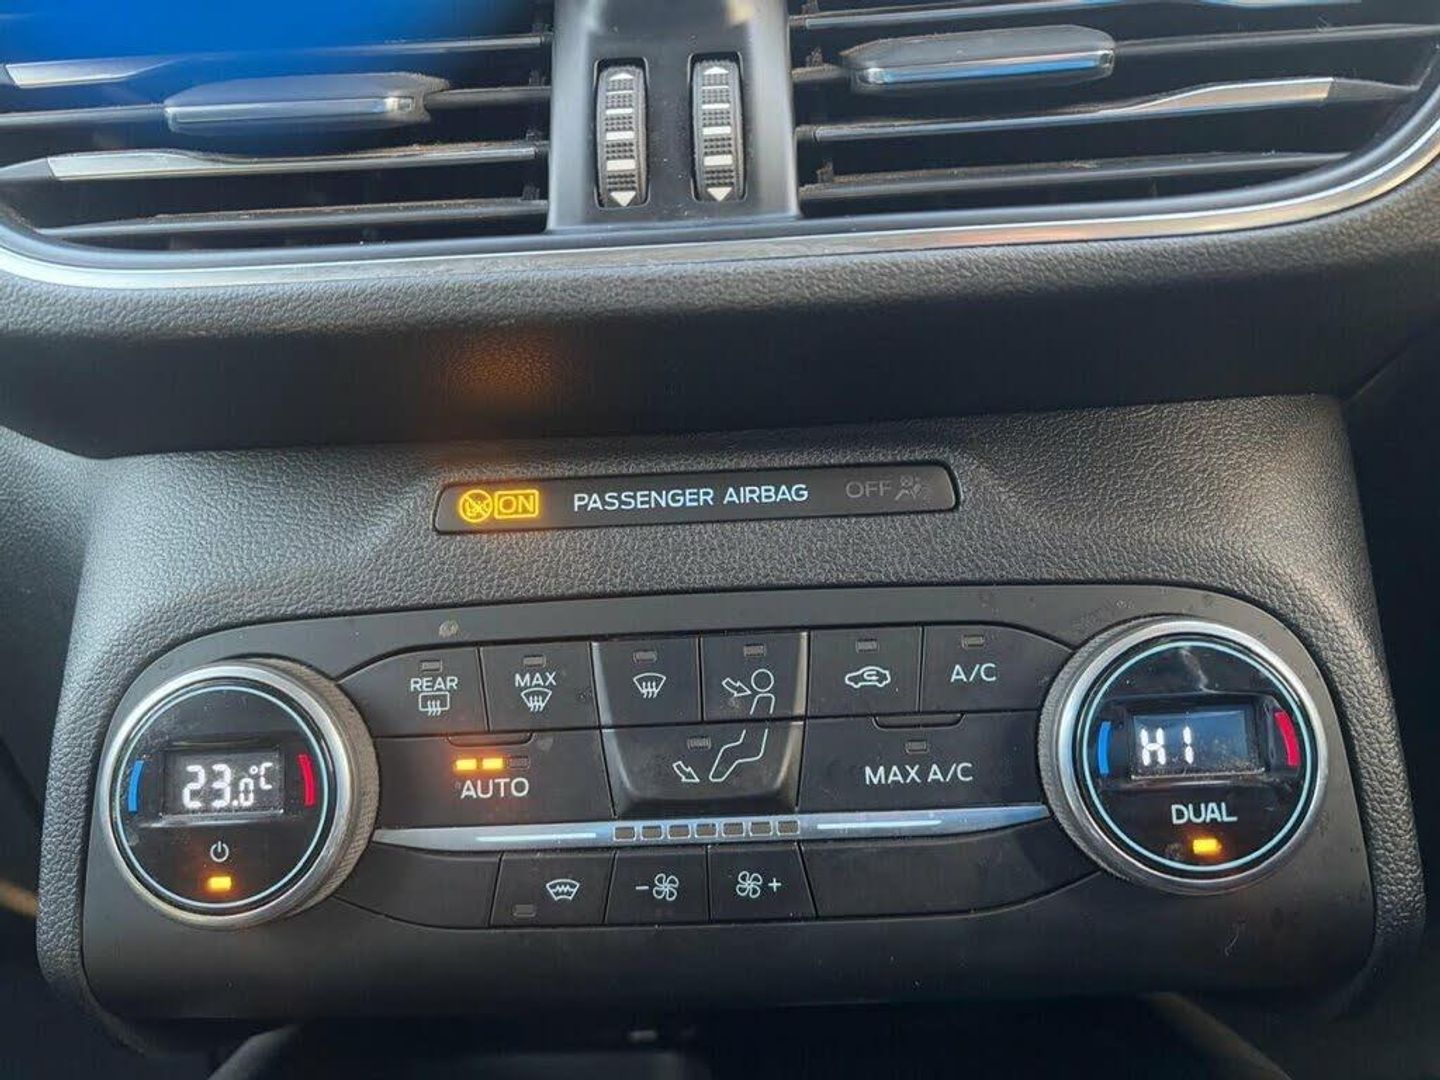 ON PASSENGER AIRBAG OFF
REAR
MAX
A/C
AUTO
MAX A/C
23.0°C
HI
DUAL
- +